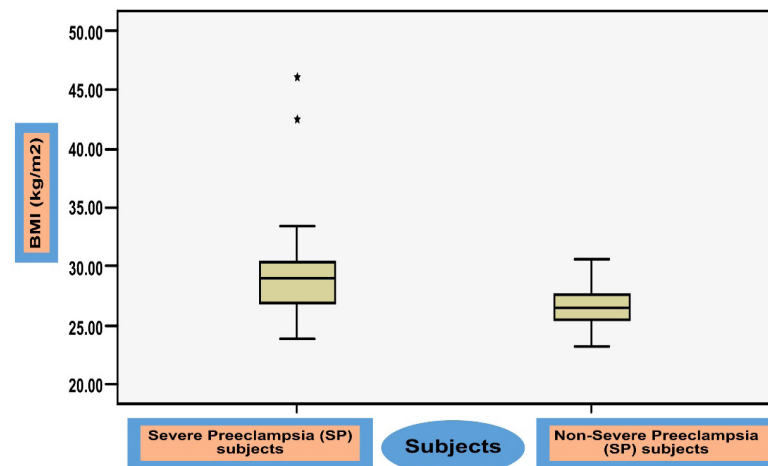 50.00
45.00
40.00
35.00
30.00
25.00
20.00
BMI (kg/m2)
Severe Preeclampsia (SP)
subjects
Subjects
Non-Severe Preeclampsia
(SP) subjects